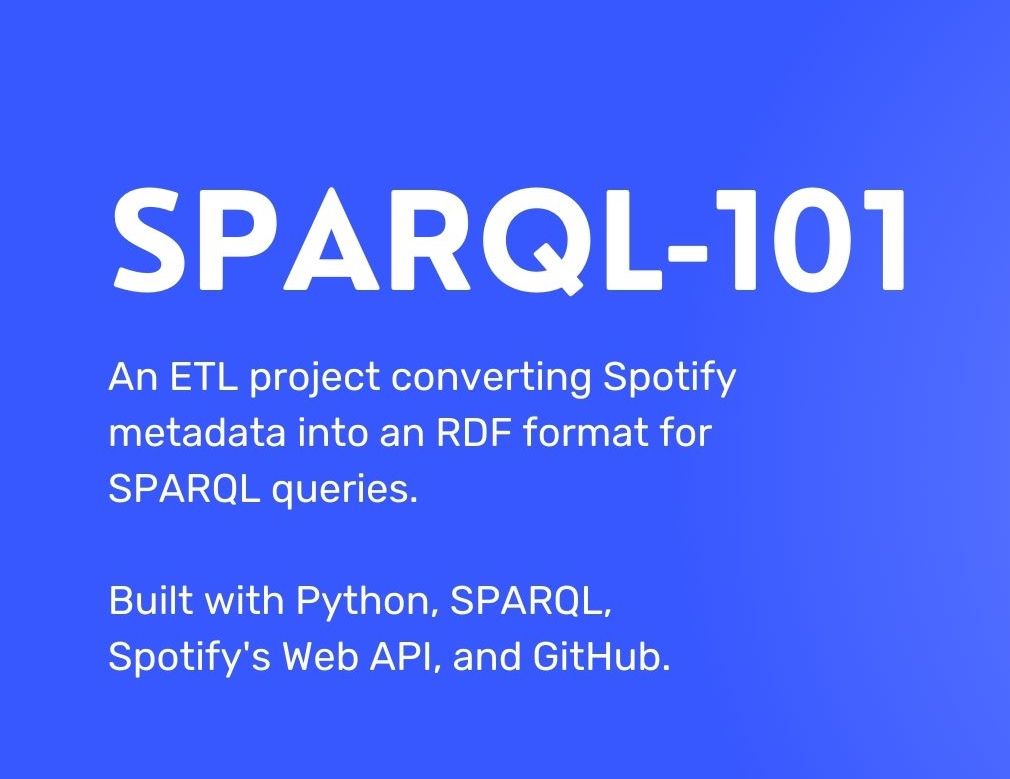 SPARQL-101
An ETL project converting Spotify
metadata into an RDF format for
SPARQL queries.
Built with Python, SPARQL,
Spotify's Web API, and GitHub.